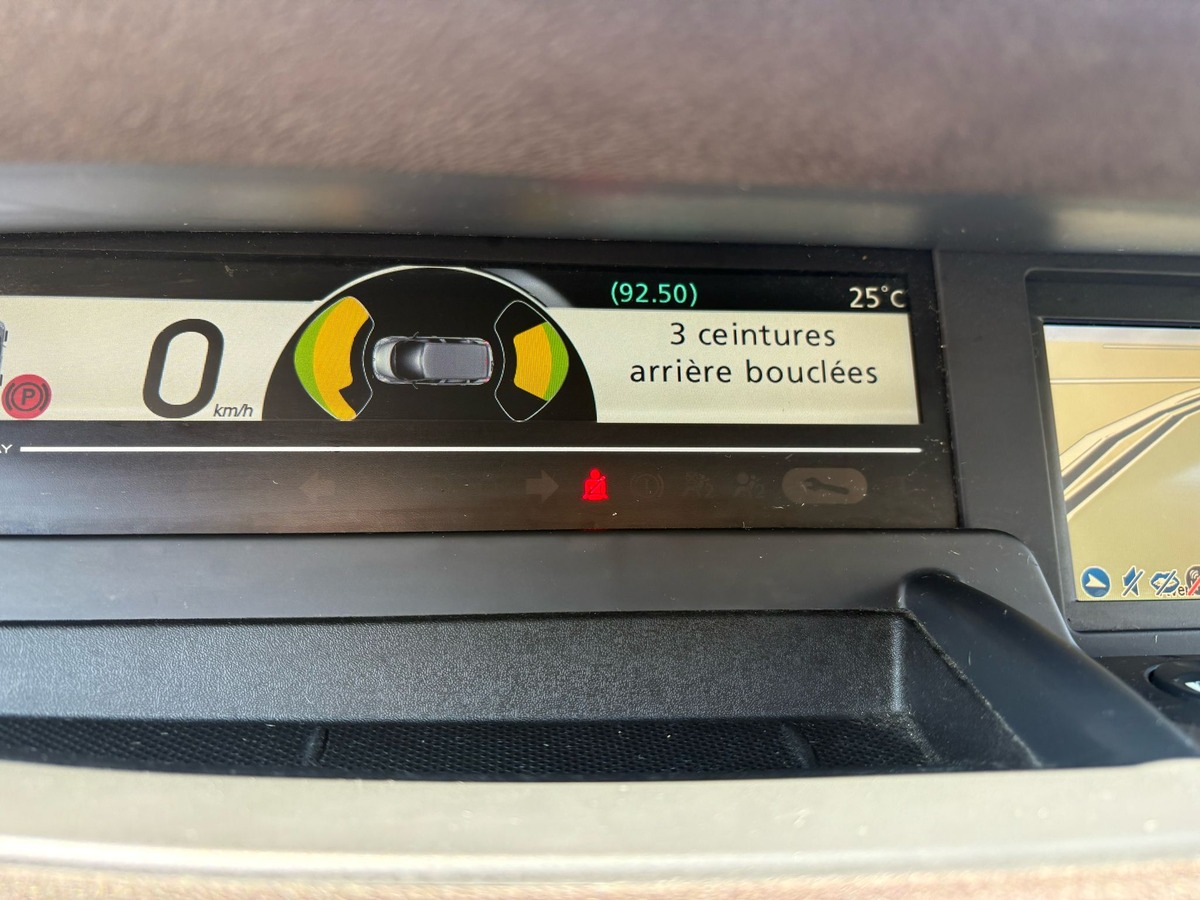 (92.50)
25°C
3 ceintures
arrière bouclées
0
km/h
P